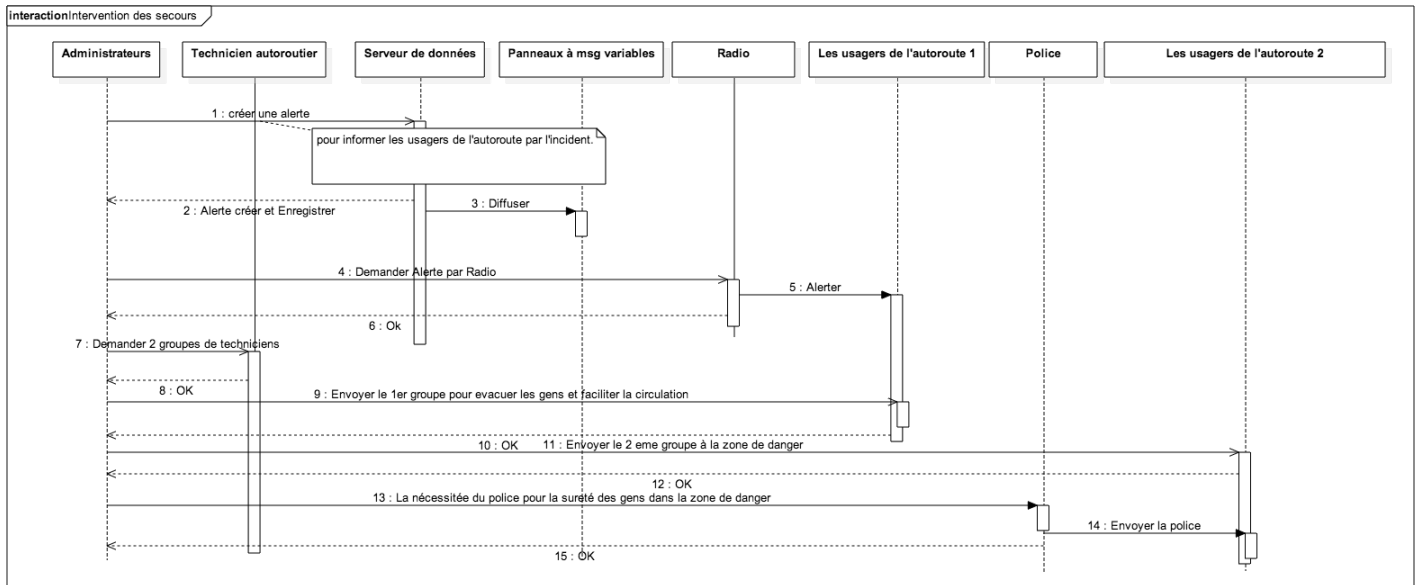 interactionIntervention des secours
Administrateurs
Technicien autoroutier
Serveur de données
Panneaux à msg variables
Radio
Les usagers de l'autoroute 1
Police
Les usagers de l'autoroute 2
1 : créer une alerte
pour informer les usagers de l'autoroute par l'incident.
2 : Alerte créer et Enregistrer
3 : Diffuser
4 : Demander Alerte par Radio
5 : Alerter
6 : Ok
7 : Demander 2 groupes de techniciens
8 : OK
9 : Envoyer le 1er groupe pour evacuer les gens et faciliter la circulation
10 : OK
11 : Envoyer le 2 eme groupe à la zone de danger
12 : OK
13 : La nécessitée du police pour la sureté des gens dans la zone de danger
14 : Envoyer la police
15 : OK